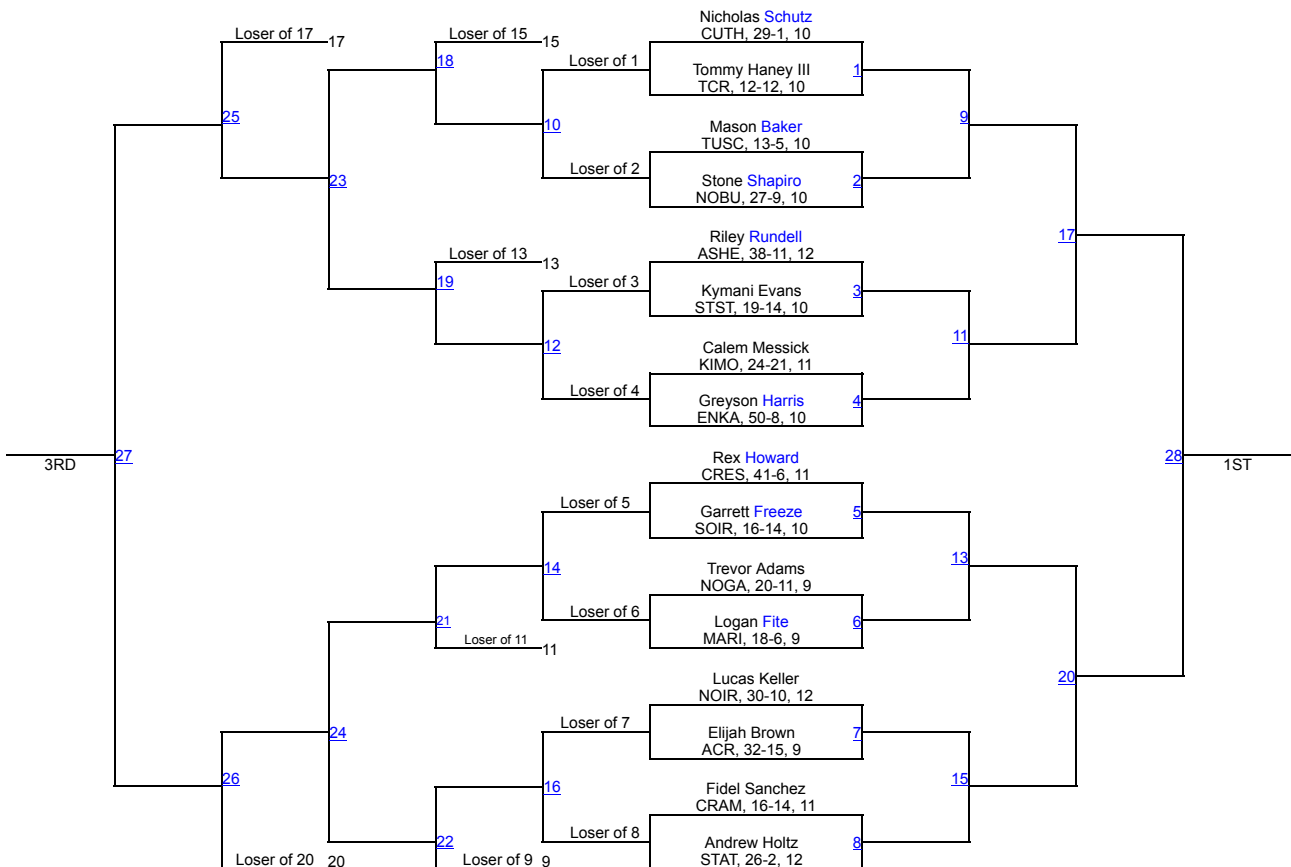 Nicholas Schutz
CUTH, 29-1, 10
Loser of 17 17
Loser of 15 15
18
Loser of 1
Tommy Haney III
TCR, 12-12, 10
1
25
10
Mason Baker
TUSC, 13-5, 10
9
Loser of 2
Stone Shapiro
NOBU, 27-9, 10
2
23
Riley Rundell
ASHE, 38-11, 12
17
Loser of 13 13
19
Loser of 3
Kymani Evans
STST, 19-14, 10
3
12
Calem Messick
KIMO, 24-21, 11
11
Loser of 4
Greyson Harris
ENKA, 50-8, 10
4
3RD
27
Rex Howard
CRES, 41-6, 11
28
1ST
Loser of 5
Garrett Freeze
SOIR, 16-14, 10
5
14
Trevor Adams
NOGA, 20-11, 9
13
21
Loser of 6
Logan Fite
MARI, 18-6, 9
6
Loser of 11 11
Lucas Keller
NOIR, 30-10, 12
20
24
Loser of 7
Elijah Brown
ACR, 32-15, 9
7
26
16
Fidel Sanchez
CRAM, 16-14, 11
15
22
Loser of 8
Andrew Holtz
STAT, 26-2, 12
8
Loser of 20 20
Loser of 9 9